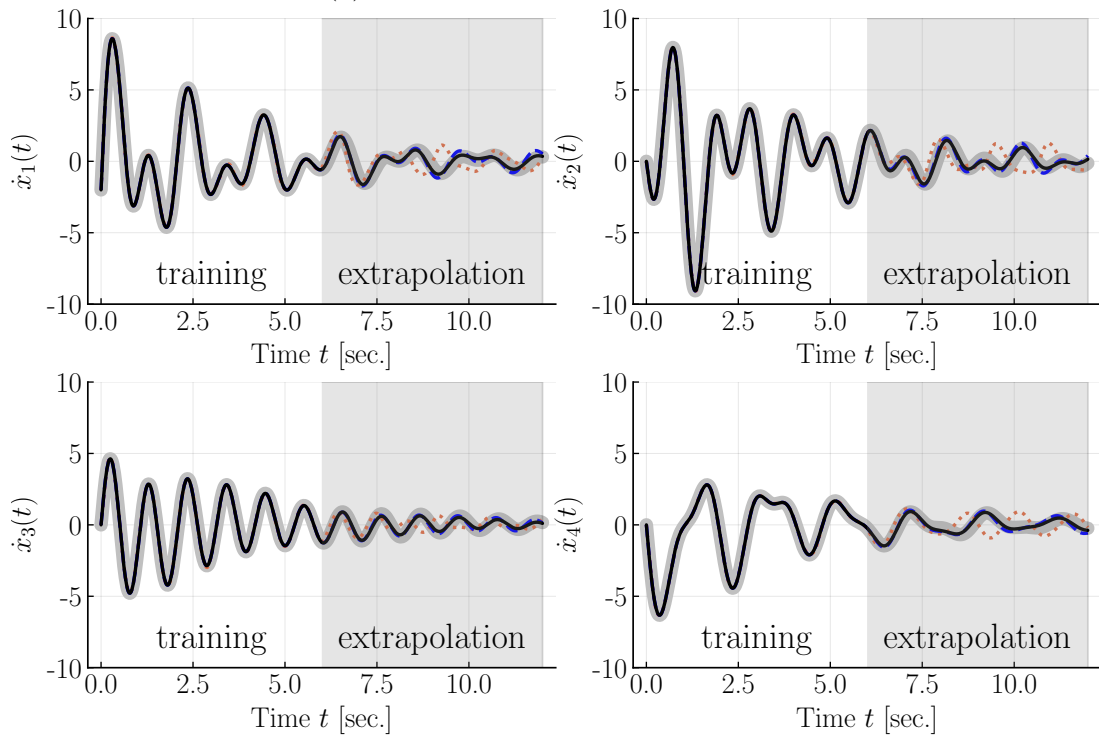 10
5
0
-5
-10
ẋ₁(t)
training
extrapolation
0.0 2.5 5.0 7.5 10.0
Time t [sec.]
10
5
0
-5
-10
ẋ₂(t)
training
extrapolation
0.0 2.5 5.0 7.5 10.0
Time t [sec.]
10
5
0
-5
-10
ẋ₃(t)
training
extrapolation
0.0 2.5 5.0 7.5 10.0
Time t [sec.]
10
5
0
-5
-10
ẋ₄(t)
training
extrapolation
0.0 2.5 5.0 7.5 10.0
Time t [sec.]